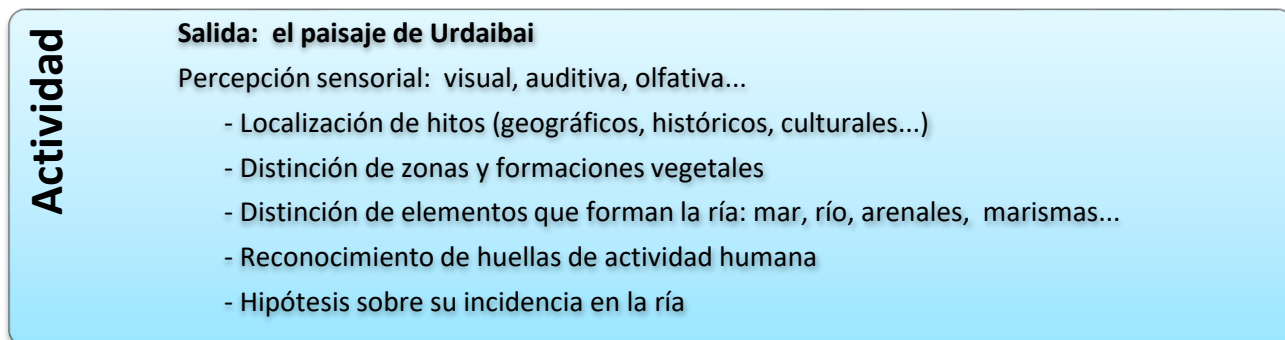 Actividad
Salida: el paisaje de Urdaibai
Percepción sensorial: visual, auditiva, olfativa...
- Localización de hitos (geográficos, históricos, culturales...)
- Distinción de zonas y formaciones vegetales
- Distinción de elementos que forman la ría: mar, río, arenales, marismas...
- Reconocimiento de huellas de actividad humana
- Hipótesis sobre su incidencia en la ría